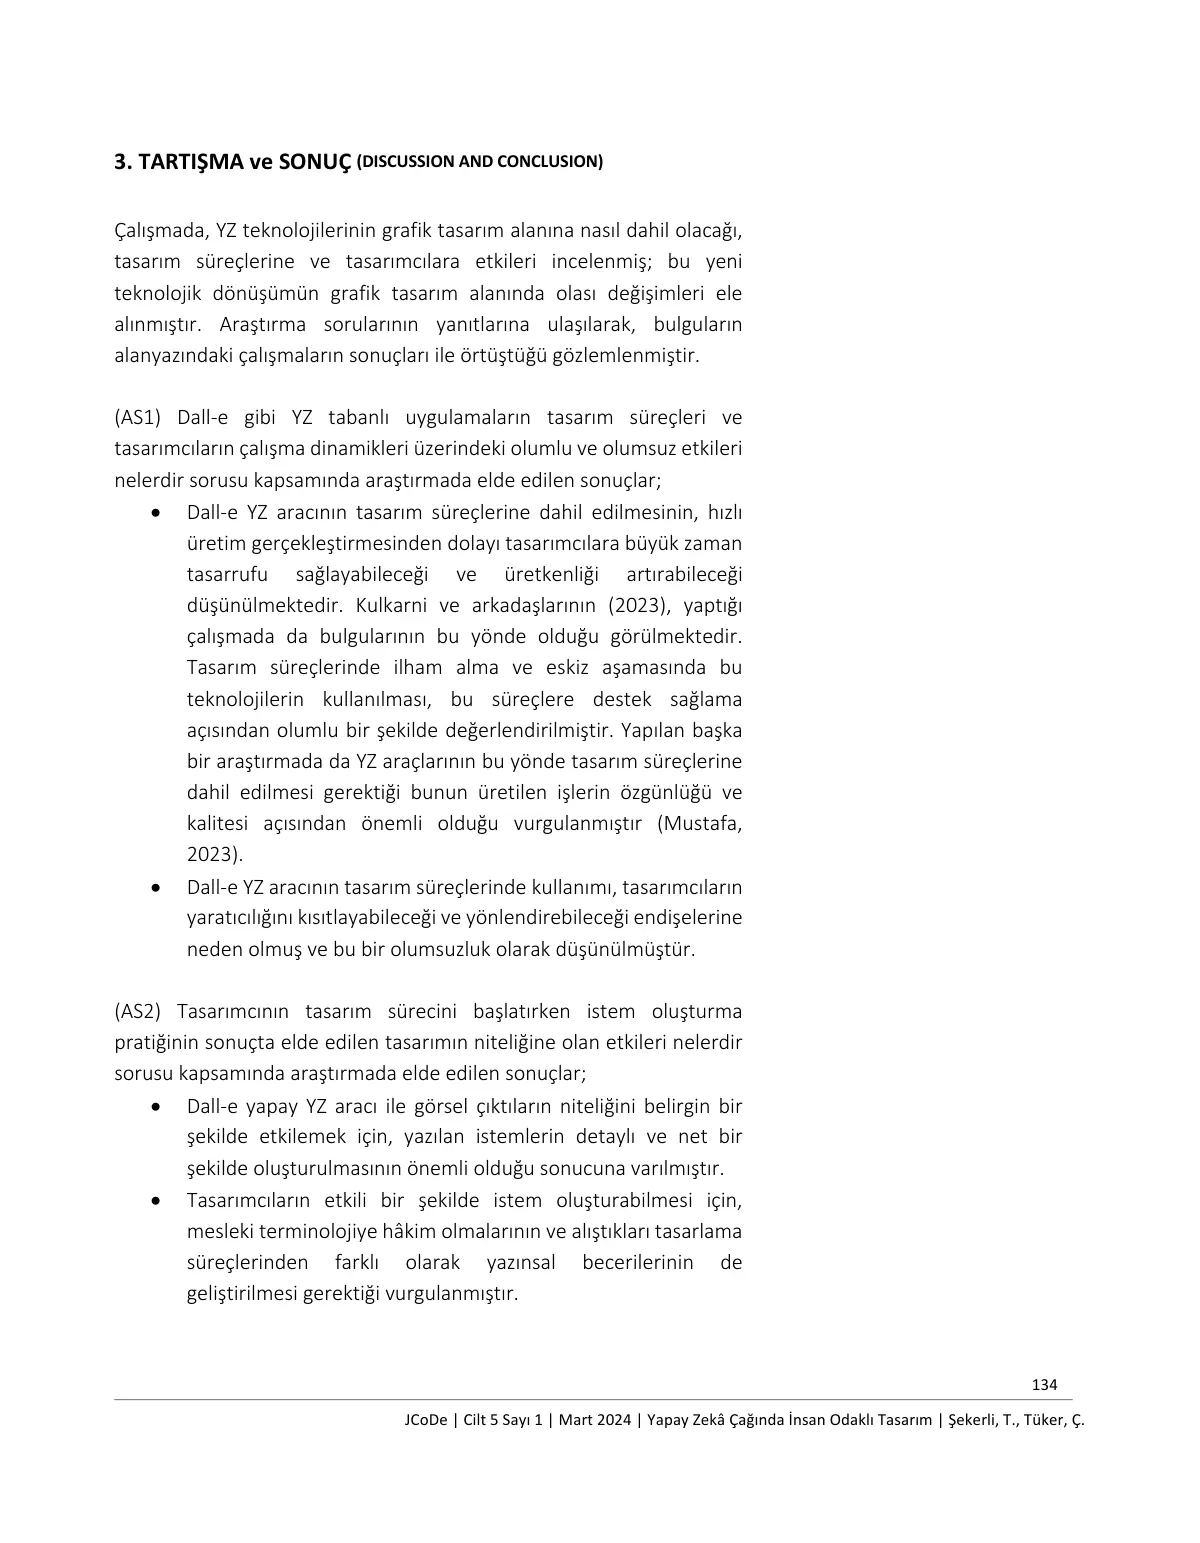 3. TARTIŞMA ve SONUÇ (DISCUSSION AND CONCLUSION)
Çalışmada, YZ teknolojilerinin grafik tasarım alanına nasıl dahil olacağı,
tasarım süreçlerine ve tasarımcılara etkileri incelenmiş; bu yeni
teknolojik dönüşümün grafik tasarım alanında olası değişimleri ele
alınmıştır. Araştırma sorularının yanıtlarına ulaşılarak, bulguların
alanyazındaki çalışmaların sonuçları ile örtüştüğü gözlemlenmiştir.
(AS1) Dall-e gibi YZ tabanlı uygulamaların tasarım süreçleri ve
tasarımcıların çalışma dinamikleri üzerindeki olumlu ve olumsuz etkileri
nelerdir sorusu kapsamında araştırmada elde edilen sonuçlar;
• Dall-e YZ aracının tasarım süreçlerine dahil edilmesinin, hızlı
üretim gerçekleştirmesinden dolayı tasarımcılara büyük zaman
tasarrufu sağlayabileceği ve üretkenliği artırabileceği
düşünülmektedir. Kulkarni ve arkadaşlarının (2023), yaptığı
çalışmada da bulgularının bu yönde olduğu görülmektedir.
Tasarım süreçlerinde ilham alma ve eskiz aşamasında bu
teknolojilerin kullanılması, bu süreçlere destek sağlama
açısından olumlu bir şekilde değerlendirilmiştir. Yapılan başka
bir araştırmada da YZ araçlarının bu yönde tasarım süreçlerine
dahil edilmesi gerektiği bunun üretilen işlerin özgünlüğü ve
kalitesi açısından önemli olduğu vurgulanmıştır (Mustafa,
2023).
• Dall-e YZ aracının tasarım süreçlerinde kullanımı, tasarımcıların
yaratıcılığını kısıtlayabileceği ve yönlendirebileceği endişelerine
neden olmuş ve bu bir olumsuzluk olarak düşünülmüştür.
(AS2) Tasarımcının tasarım sürecini başlatırken istem oluşturma
pratiğinin sonuçta elde edilen tasarımın niteliğine olan etkileri nelerdir
sorusu kapsamında araştırmada elde edilen sonuçlar;
• Dall-e yapay YZ aracı ile görsel çıktıların niteliğini belirgin bir
şekilde etkilemek için, yazılan istemlerin detaylı ve net bir
şekilde oluşturulmasının önemli olduğu sonucuna varılmıştır.
• Tasarımcıların etkili bir şekilde istem oluşturabilmesi için,
mesleki terminolojiye hâkim olmalarının ve alıştıkları tasarlama
süreçlerinden farklı olarak yazınsal becerilerinin de
geliştirilmesi gerektiği vurgulanmıştır.
134
JCoDe | Cilt 5 Sayı 1 | Mart 2024 | Yapay Zekâ Çağında İnsan Odaklı Tasarım | Şekerli, T., Tüker, Ç.